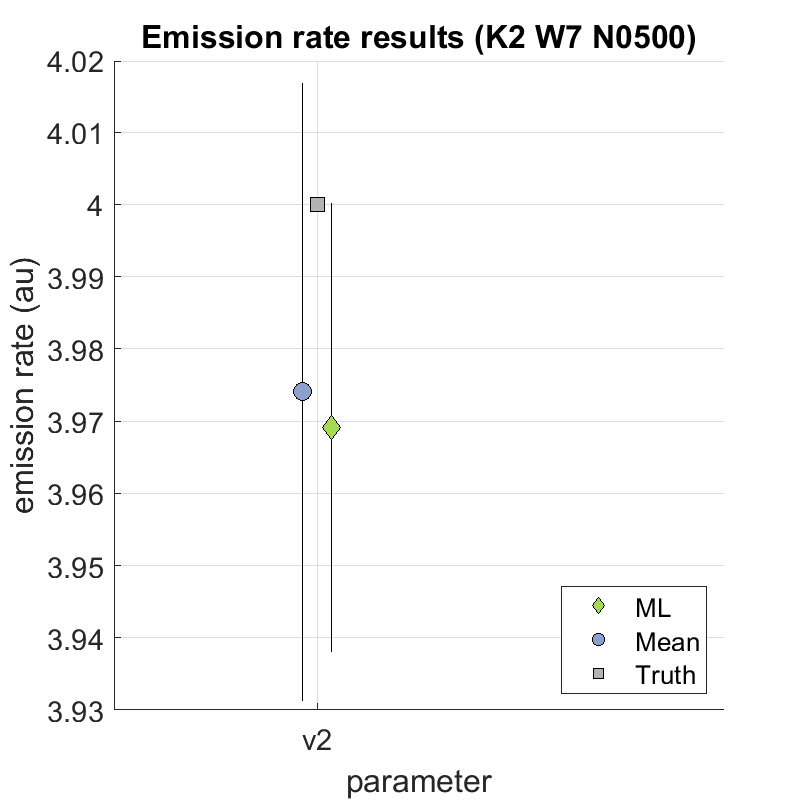 Emission rate results (K2 W7 N0500)
4.02
4.01
4
3.99
3.98
3.97
3.96
3.95
3.94
3.93
emission rate (au)
ML
Mean
Truth
v2
parameter